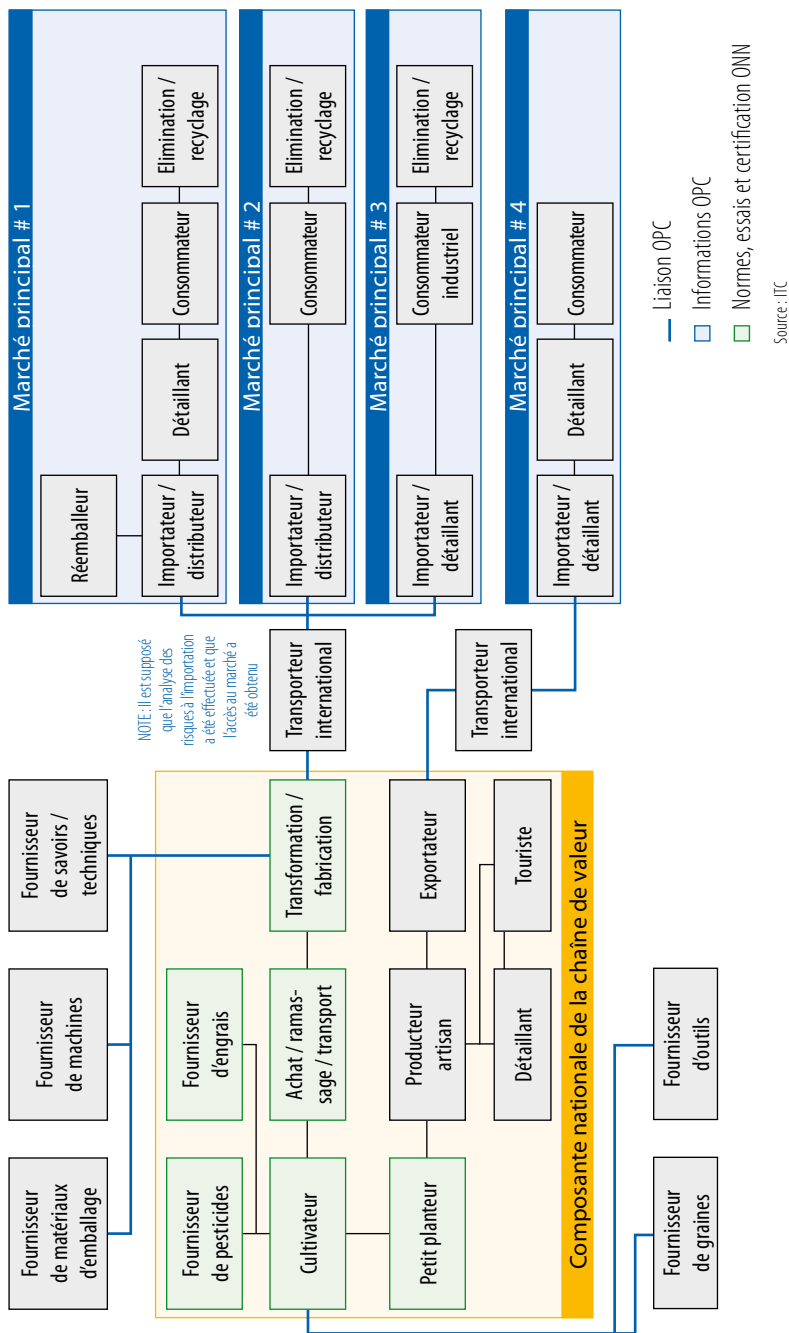 Fournisseur
de matériaux
d'emballage
Fournisseur
de machines
Fournisseur
de savoirs /
techniques
Fournisseur
de pesticides
Fournisseur
d'engrais
Cultivateur
Achat / ramas-
sage / transport
Transformation /
fabrication
Petit planteur
Producteur
artisan
Exportateur
Détaillant
Touriste
Composante nationale de la chaîne de valeur
Fournisseur
de graines
Fournisseur
d'outils
NOTE : Il est supposé
que l'analyse des
risques à l'importation
a été effectuée et que
l'accès au marché a
été obtenu
Transporteur
international
Transporteur
international
Marché principal # 1
Réemballeur
Importateur /
distributeur
Détaillant
Consommateur
Elimination /
recyclage
Marché principal # 2
Importateur /
distributeur
Consommateur
Elimination /
recyclage
Marché principal # 3
Importateur /
détaillant
Consommateur
industriel
Elimination /
recyclage
Marché principal # 4
Importateur /
détaillant
Détaillant
Consommateur
Liaison OPC
Informations OPC
Normes, essais et certification ONN
Source : ITC